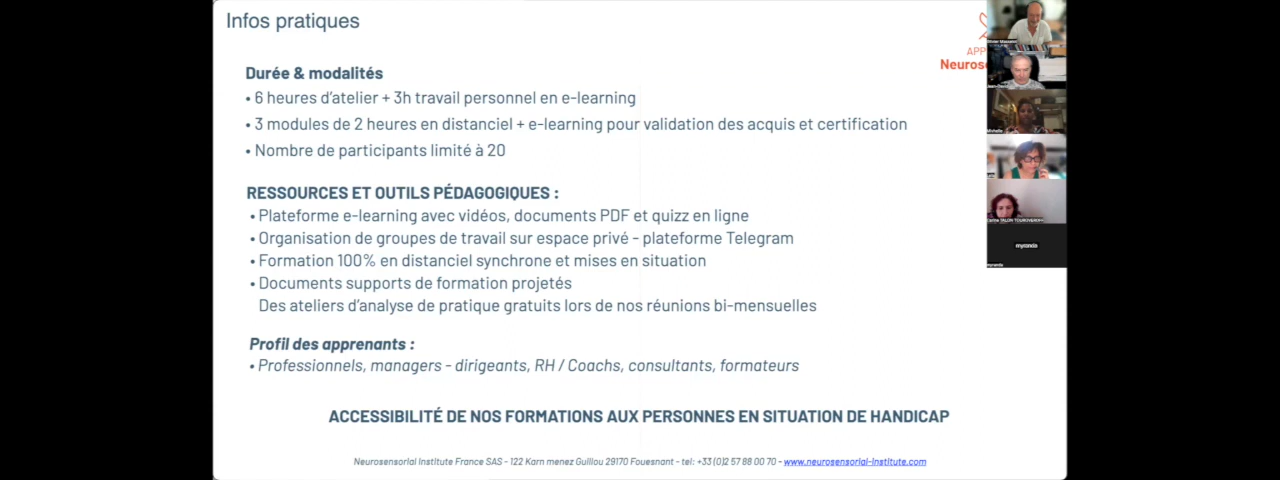 Infos pratiques
APP
Neuros
Durée & modalités
• 6 heures d’atelier + 3h travail personnel en e-learning
• 3 modules de 2 heures en distanciel + e-learning pour validation des acquis et certification
• Nombre de participants limité à 20
RESSOURCES ET OUTILS PÉDAGOGIQUES :
• Plateforme e-learning avec vidéos, documents PDF et quizz en ligne
• Organisation de groupes de travail sur espace privé - plateforme Telegram
• Formation 100% en distanciel synchrone et mises en situation
• Documents supports de formation projetés
Des ateliers d’analyse de pratique gratuits lors de nos réunions bi-mensuelles
Profil des apprenants :
• Professionnels, managers - dirigeants, RH / Coachs, consultants, formateurs
ACCESSIBILITÉ DE NOS FORMATIONS AUX PERSONNES EN SITUATION DE HANDICAP
Neurosensorial Institute France SAS - 122 Karn menez Guillou 29170 Fouesnant - tel: +33 (0)2 57 88 00 70 - www.neurosensorial-institute.com
Michelle
myranda
myranda